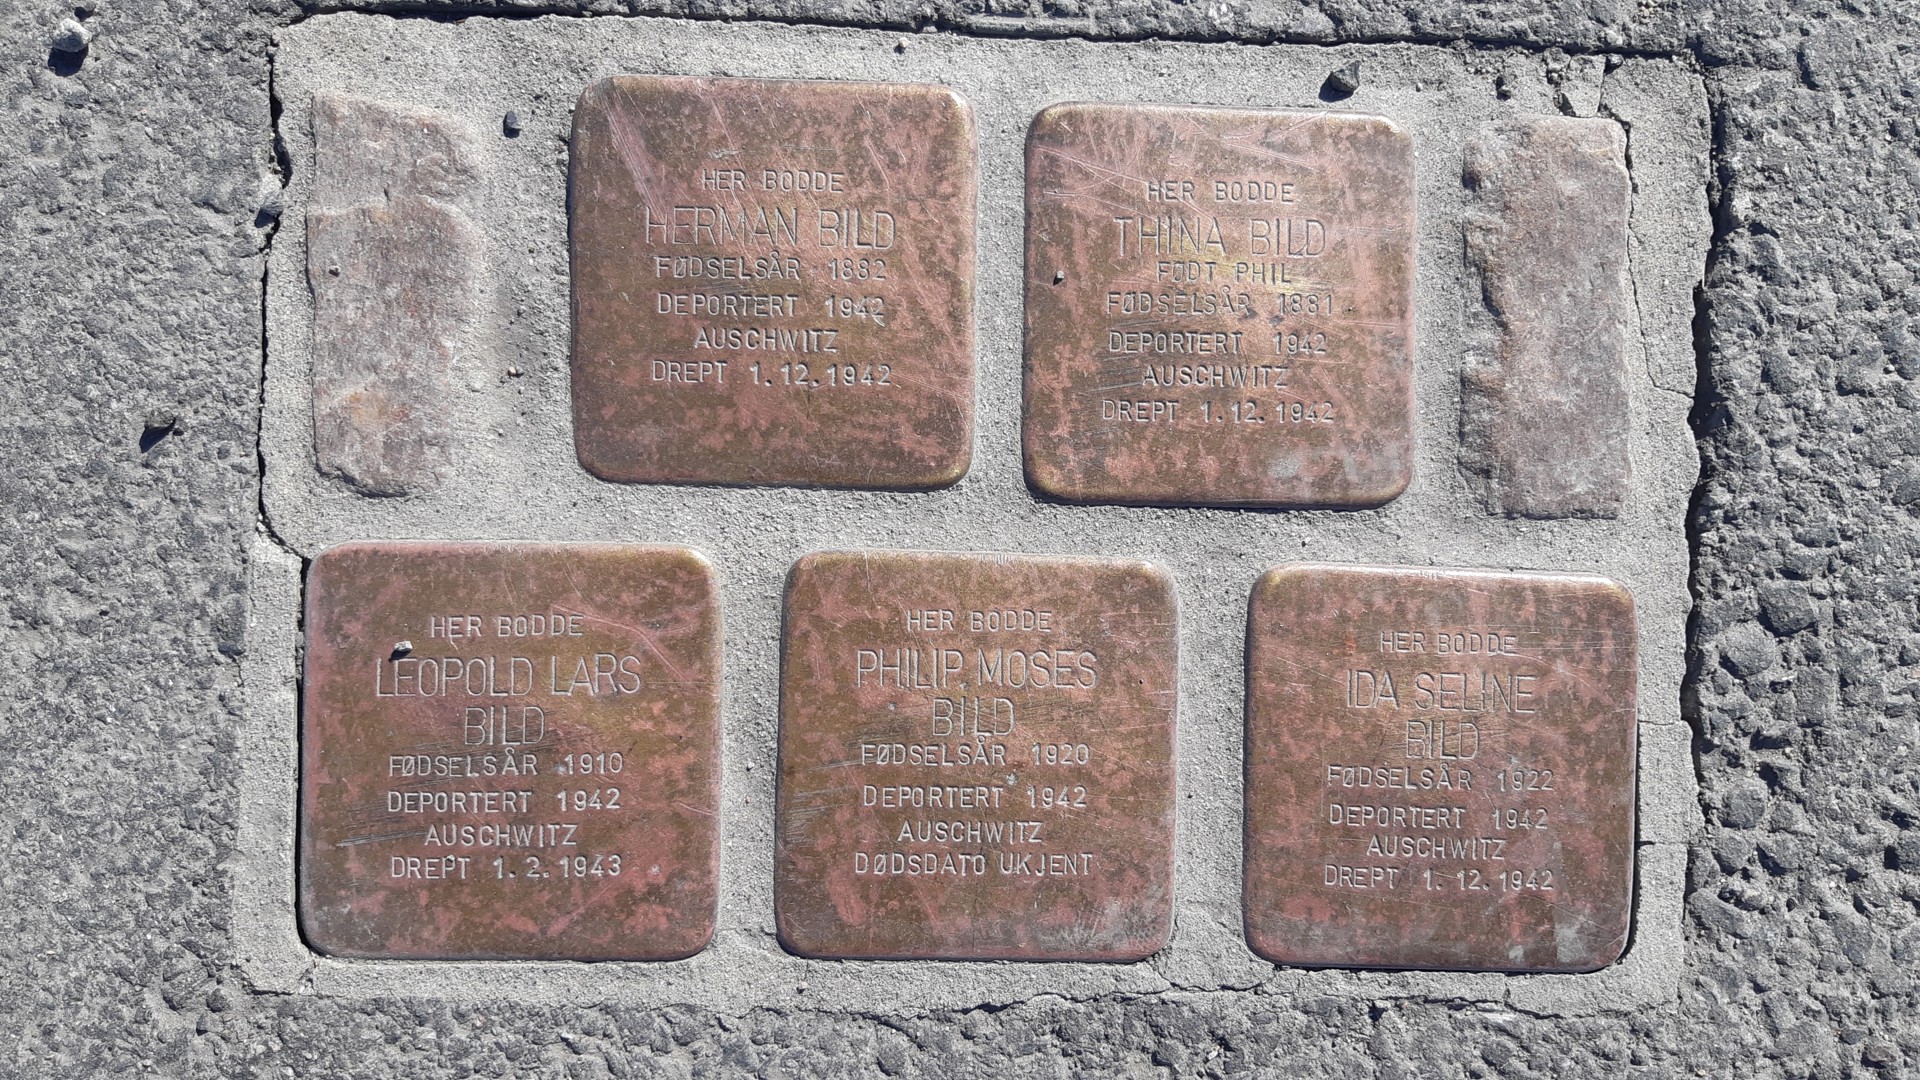 HER BODDE
HERMAN BILD
FØDSELSÅR 1882
DEPORTERT 1942
AUSCHWITZ
DREPT 1.12.1942
HER BODDE
THINA BILD
FØDT PHIL
FØDSELSÅR 1881
DEPORTERT 1942
AUSCHWITZ
DREPT 1.12.1942
HER BODDE
LEOPOLD LARS
BILD
FØDSELSÅR 1910
DEPORTERT 1942
AUSCHWITZ
DREPT 1.2.1943
HER BODDE
PHILIP MOSES
BILD
FØDSELSÅR 1920
DEPORTERT 1942
AUSCHWITZ
DØDSDATO UKJENT
HER BODDE
IDA SELINE
BILD
FØDSELSÅR 1922
DEPORTERT 1942
AUSCHWITZ
DREPT 1.12.1942